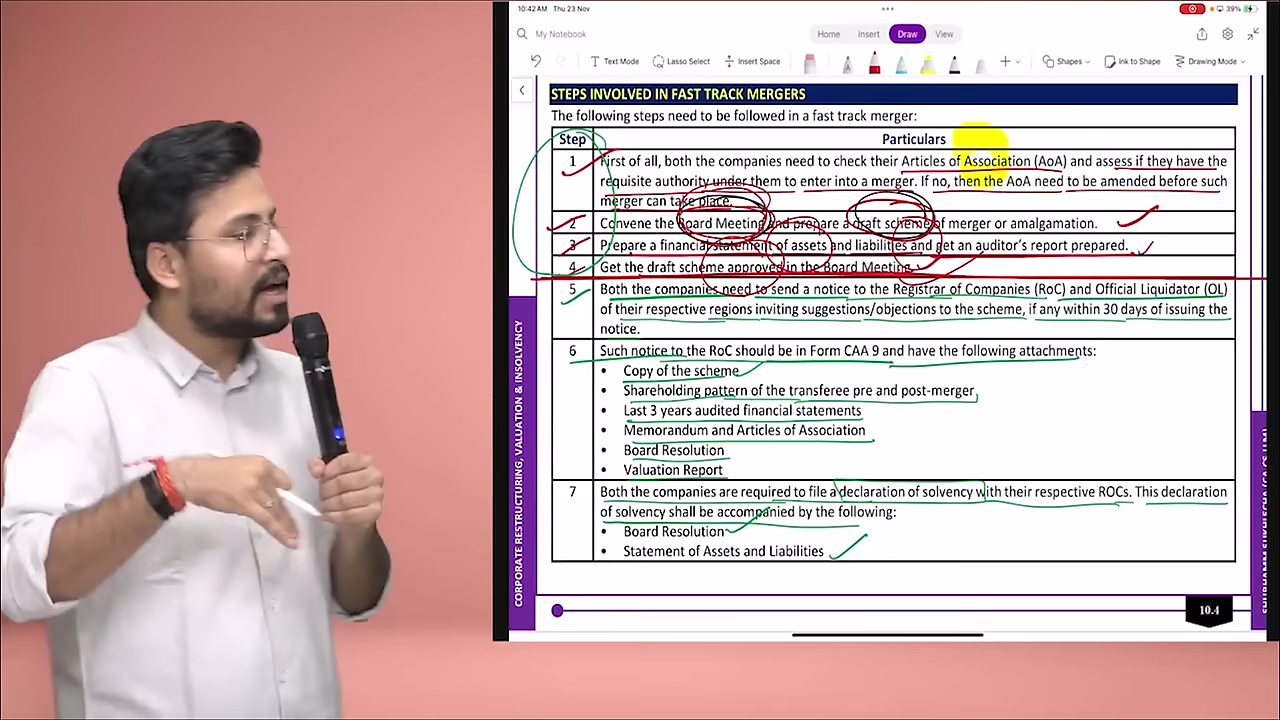 10:42 AM Thu 23 Nov
39%
My Notebook
Home Insert Draw View
Text Mode Lasso Select Insert Space Shapes Ink to Shape Drawing Mode
STEPS INVOLVED IN FAST TRACK MERGERS
The following steps need to be followed in a fast track merger:
Step Particulars
1 First of all, both the companies need to check their Articles of Association (AoA) and assess if they have the
requisite authority under them to enter into a merger. If no, then the AoA need to be amended before such
merger can take place.
2 Convene the Board Meeting and prepare a draft scheme of merger or amalgamation.
3 Prepare a financial statement of assets and liabilities and get an auditor's report prepared.
4 Get the draft scheme approved in the Board Meeting.
5 Both the companies need to send a notice to the Registrar of Companies (RoC) and Official Liquidator (OL)
of their respective regions inviting suggestions/objections to the scheme, if any within 30 days of issuing the
notice.
6 Such notice to the RoC should be in Form CAA 9 and have the following attachments:
• Copy of the scheme
• Shareholding pattern of the transferee pre and post-merger
• Last 3 years audited financial statements
• Memorandum and Articles of Association
• Board Resolution
• Valuation Report
7 Both the companies are required to file a declaration of solvency with their respective ROCs. This declaration
of solvency shall be accompanied by the following:
• Board Resolution
• Statement of Assets and Liabilities
CORPORATE RESTRUCTURING, VALUATION & INSOLVENCY
10.4